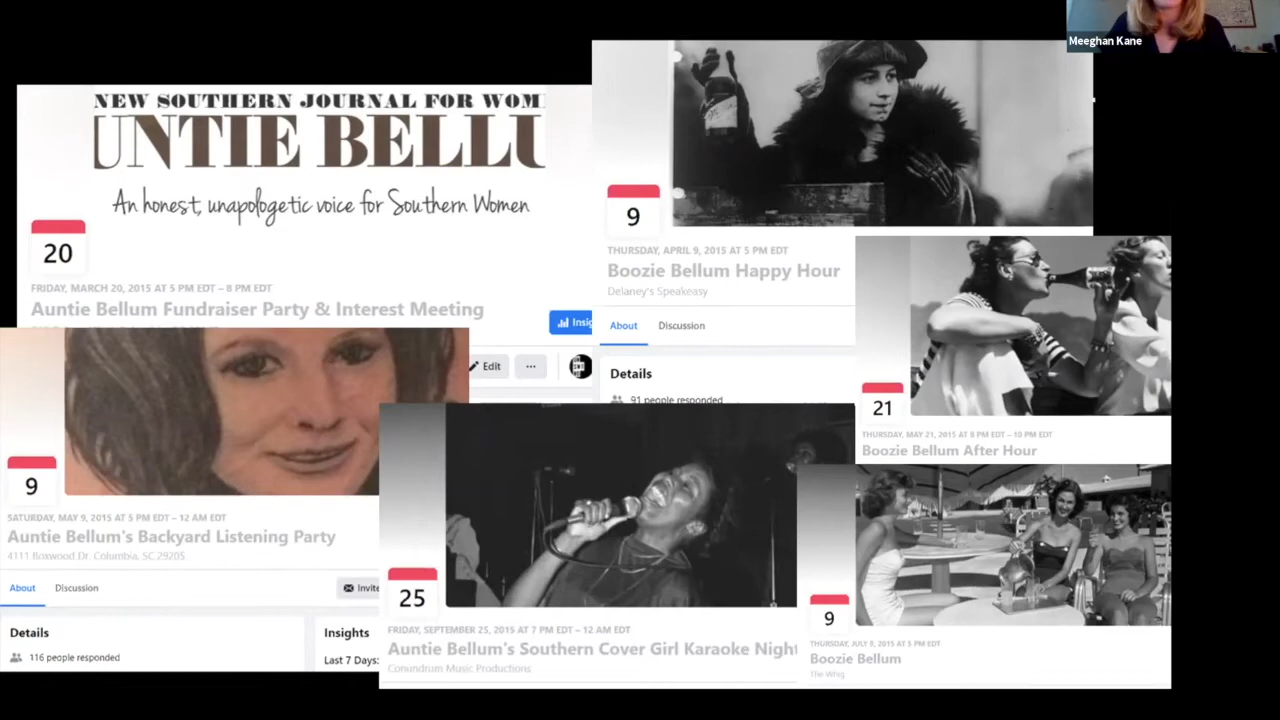 Meeghan Kane
NEW SOUTHERN JOURNAL FOR WOM
UNTIE BELLU
An honest, unapologetic voice for Southern Women
20
FRIDAY, MARCH 20, 2015 AT 5 PM EDT – 8 PM EDT
Auntie Bellum Fundraiser Party & Interest Meeting
Insig
Edit
...
9
THURSDAY, APRIL 9, 2015 AT 5 PM EDT
Boozie Bellum Happy Hour
Delaney's Speakeasy
About Discussion
Details
91 people responded
21
THURSDAY, MAY 21, 2015 AT 8 PM EDT – 10 PM EDT
Boozie Bellum After Hour
9
SATURDAY, MAY 9, 2015 AT 5 PM EDT – 12 AM EDT
Auntie Bellum's Backyard Listening Party
4111 Boxwood Dr. Columbia, SC 29205
About Discussion
Invite
Details
116 people responded
Insights
Last 7 Days:
25
FRIDAY, SEPTEMBER 25, 2015 AT 7 PM EDT – 12 AM EDT
Auntie Bellum's Southern Cover Girl Karaoke Night
Conundrum Music Productions
9
THURSDAY, JULY 9, 2015 AT 5 PM EDT
Boozie Bellum
The Whig